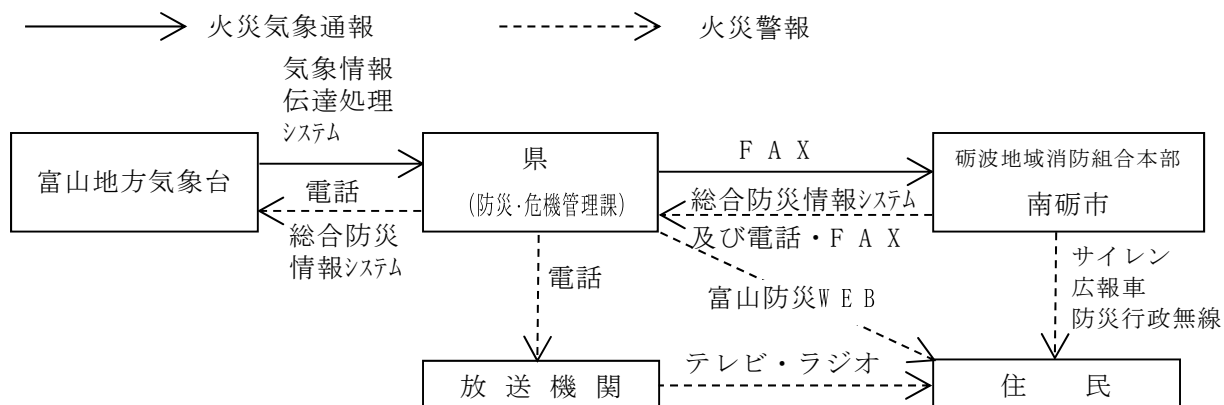 火災気象通報
火災警報
気象情報
伝達処理
システム
富山地方気象台
電話
総合防災
情報システム
県
(防災・危機管理課)
FAX
総合防災情報システム
及び電話・FAX
砺波地域消防組合本部
南砺市
電話
富山防災WEB
サイレン
広報車
防災行政無線
放送機関
テレビ・ラジオ
住民